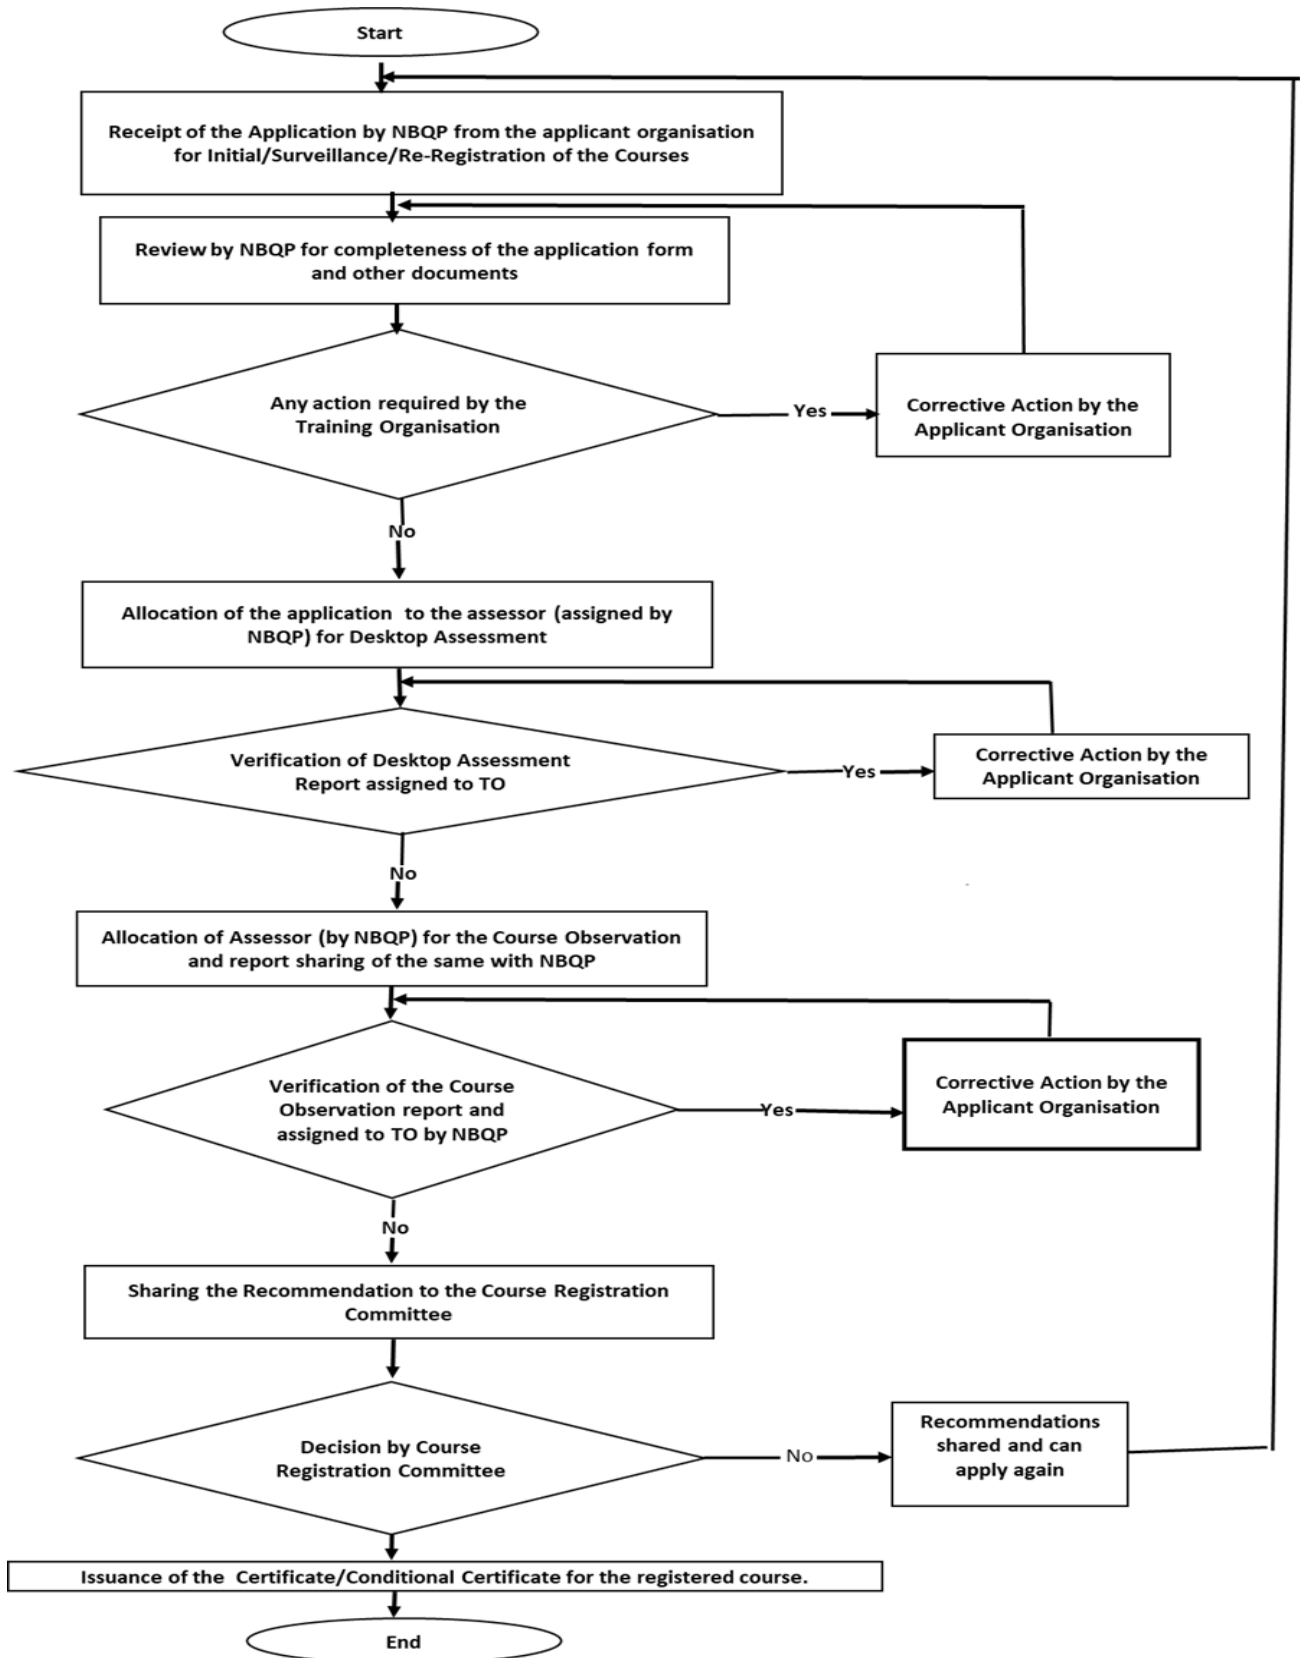 Start
Receipt of the Application by NBQP from the applicant organisation
for Initial/Surveillance/Re-Registration of the Courses
Review by NBQP for completeness of the application form
and other documents
Any action required by the
Training Organisation
Yes
Corrective Action by the
Applicant Organisation
No
Allocation of the application to the assessor (assigned by
NBQP) for Desktop Assessment
Verification of Desktop Assessment
Report assigned to TO
Yes
Corrective Action by the
Applicant Organisation
No
Allocation of Assessor (by NBQP) for the Course Observation
and report sharing of the same with NBQP
Verification of the Course
Observation report and
assigned to TO by NBQP
Yes
Corrective Action by the
Applicant Organisation
No
Sharing the Recommendation to the Course Registration
Committee
Decision by Course
Registration Committee
No
Recommendations
shared and can
apply again
Issuance of the Certificate/Conditional Certificate for the registered course.
End